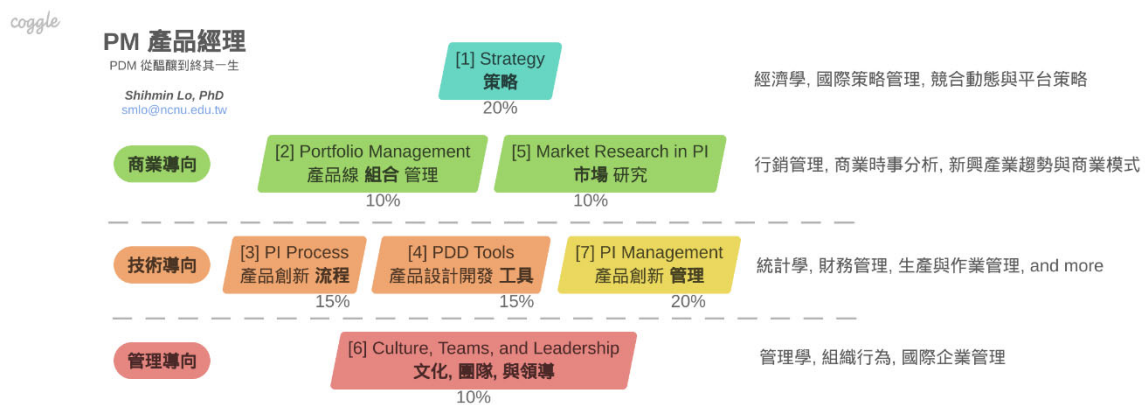 coggle
PM 產品經理
PDM 從醞釀到終其一生
Shihmin Lo, PhD
smlo@ncnu.edu.tw
[1] Strategy
策略
20%
經濟學, 國際策略管理, 競合動態與平台策略
商業導向
[2] Portfolio Management
產品線 組合 管理
10%
[5] Market Research in PI
市場 研究
10%
行銷管理, 商業時事分析, 新興產業趨勢與商業模式
技術導向
[3] PI Process
產品創新 流程
15%
[4] PDD Tools
產品設計開發 工具
15%
[7] PI Management
產品創新 管理
20%
統計學, 財務管理, 生產與作業管理, and more
管理導向
[6] Culture, Teams, and Leadership
文化, 團隊, 與領導
10%
管理學, 組織行為, 國際企業管理